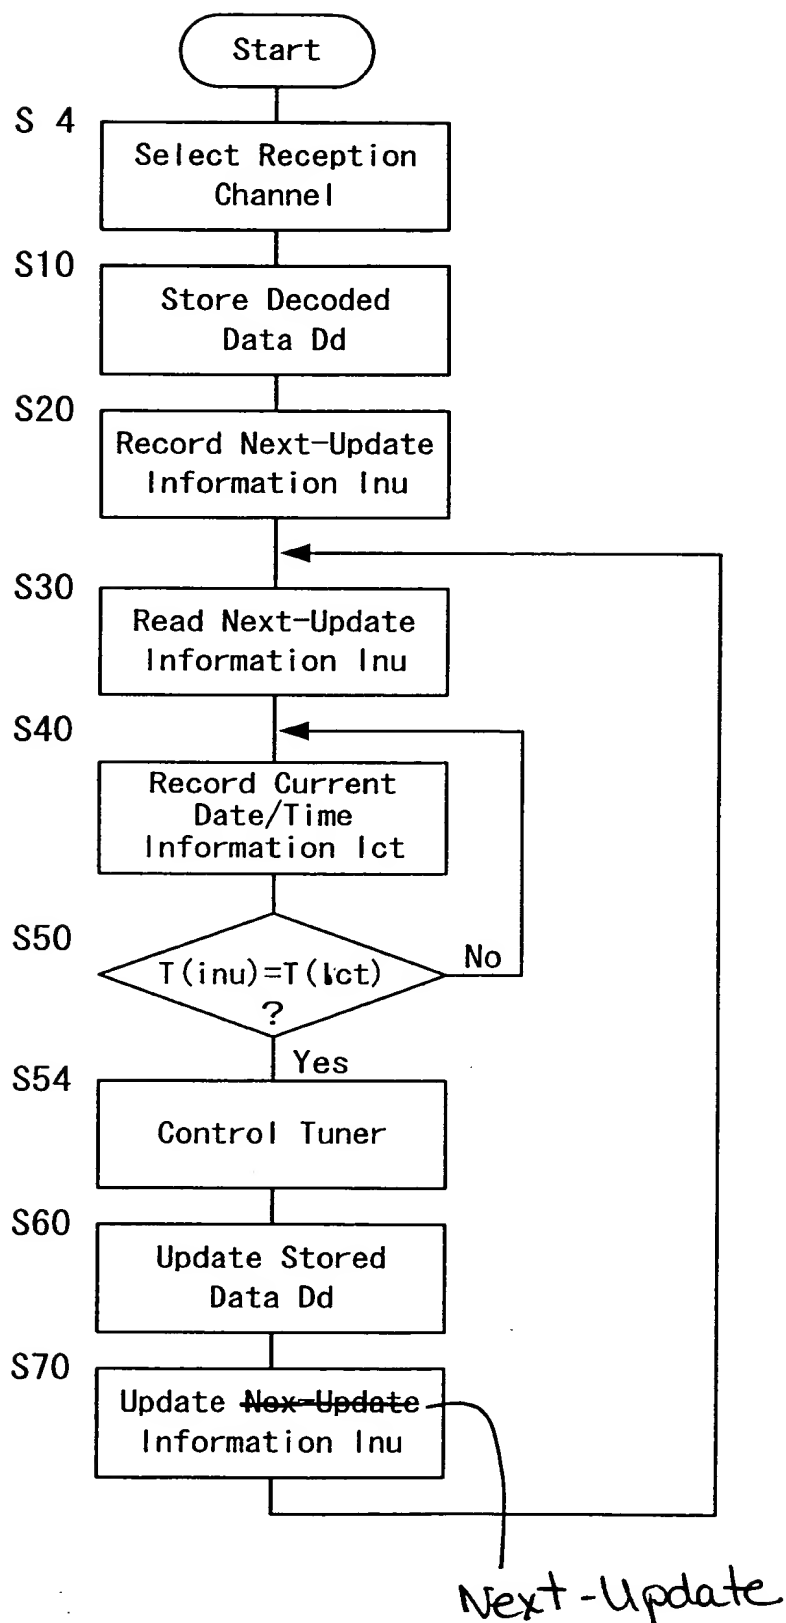 Start
S 4
Select Reception
Channel
S10
Store Decoded
Data Dd
S20
Record Next-Update
Information Inu
S30
Read Next-Update
Information Inu
S40
Record Current
Date/Time
Information Ict
S50
T(inu)=T(Ict)
?
No
Yes
S54
Control Tuner
S60
Update Stored
Data Dd
S70
Update Nex-Update
Information Inu
Next-Update